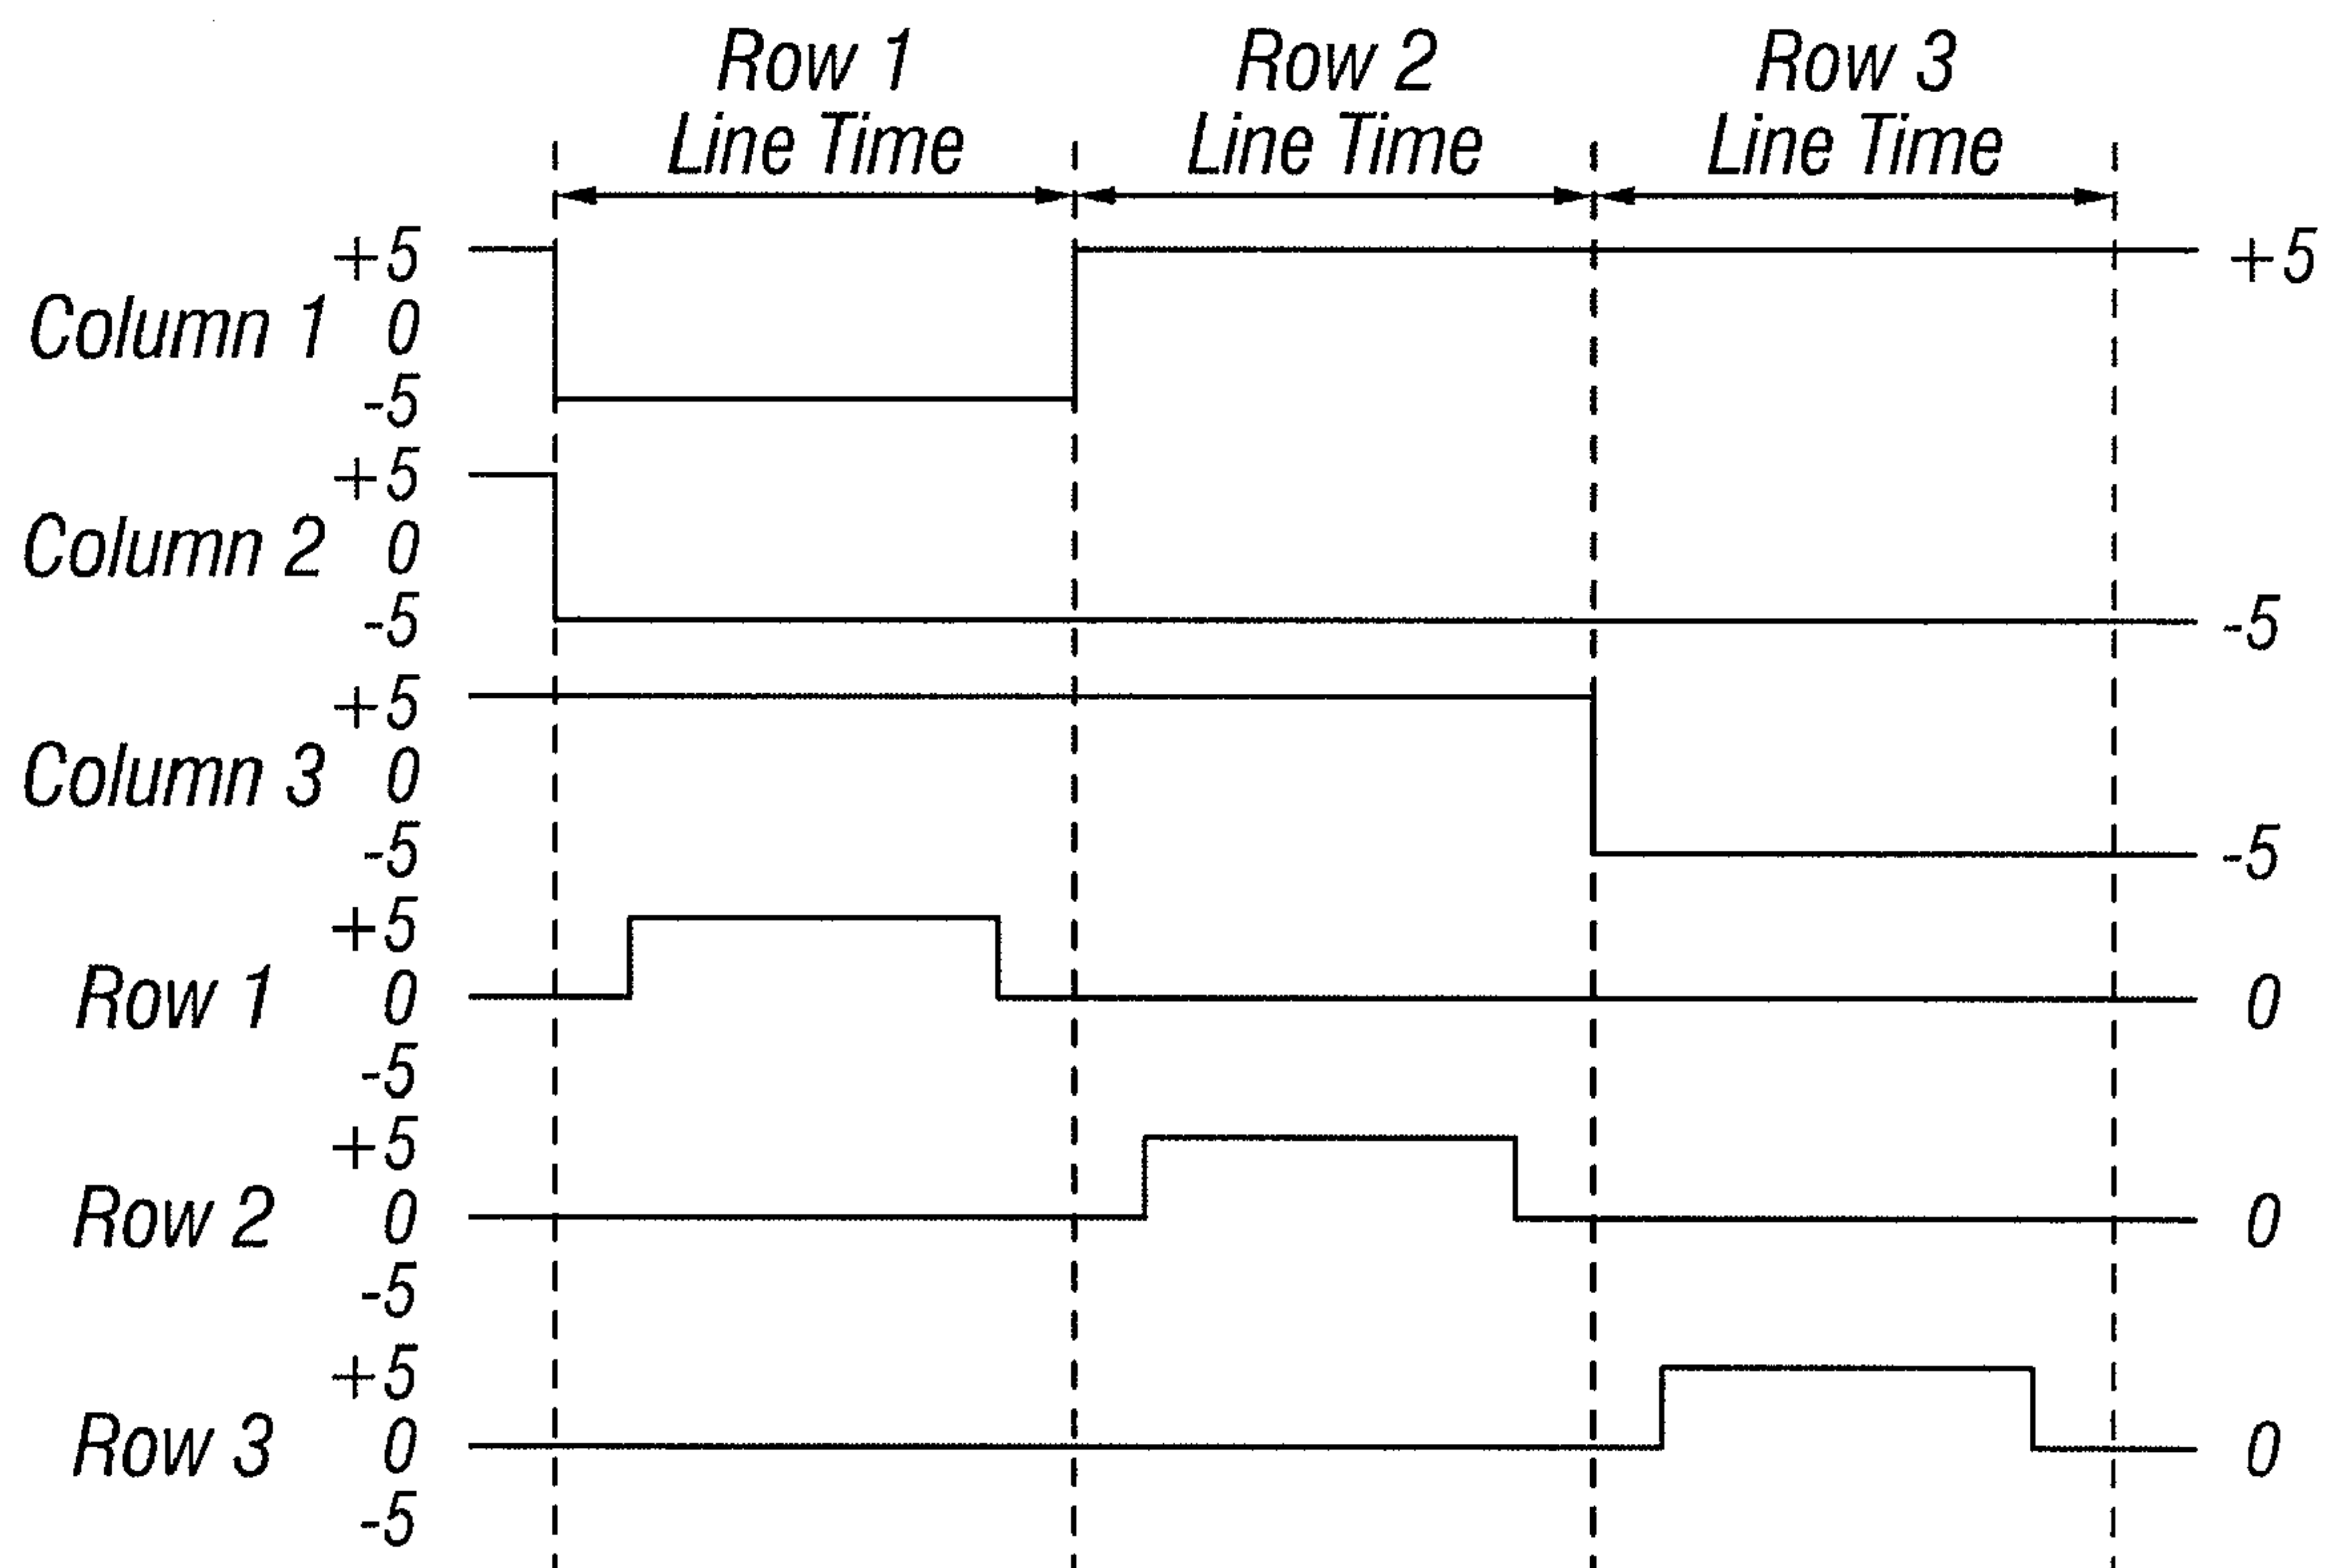 Row 1 Row 2 Row 3
Line Time Line Time Line Time
+5 +5
Column 1 0
-5
+5
Column 2 0
-5 -5
+5
Column 3 0
-5 -5
+5
Row 1 0 0
-5
+5
Row 2 0 0
-5
+5
Row 3 0 0
-5